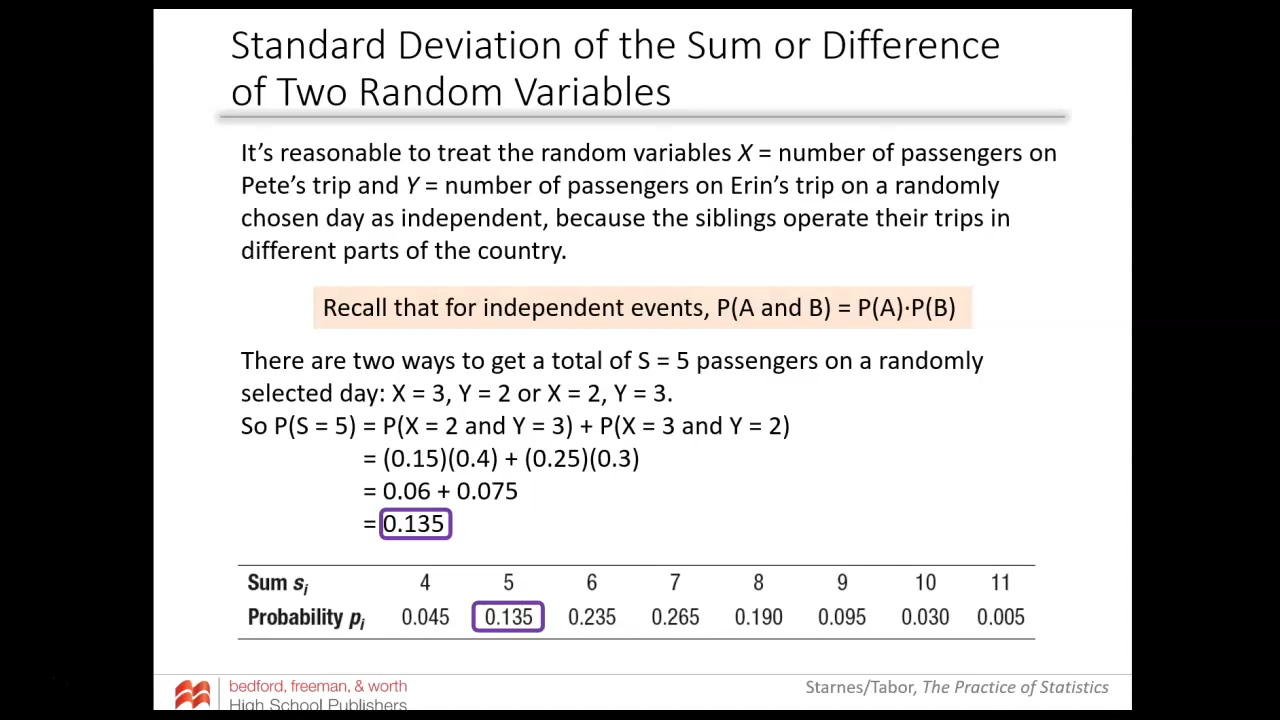 Standard Deviation of the Sum or Difference
of Two Random Variables
It's reasonable to treat the random variables X = number of passengers on
Pete's trip and Y = number of passengers on Erin's trip on a randomly
chosen day as independent, because the siblings operate their trips in
different parts of the country.
Recall that for independent events, P(A and B) = P(A)·P(B)
There are two ways to get a total of S = 5 passengers on a randomly
selected day: X = 3, Y = 2 or X = 2, Y = 3.
So P(S = 5) = P(X = 2 and Y = 3) + P(X = 3 and Y = 2)
= (0.15)(0.4) + (0.25)(0.3)
= 0.06 + 0.075
= 0.135
Sum si 4 5 6 7 8 9 10 11
Probability pi 0.045 0.135 0.235 0.265 0.190 0.095 0.030 0.005
bedford, freeman, & worth
High School Publishers
Starnes/Tabor, The Practice of Statistics